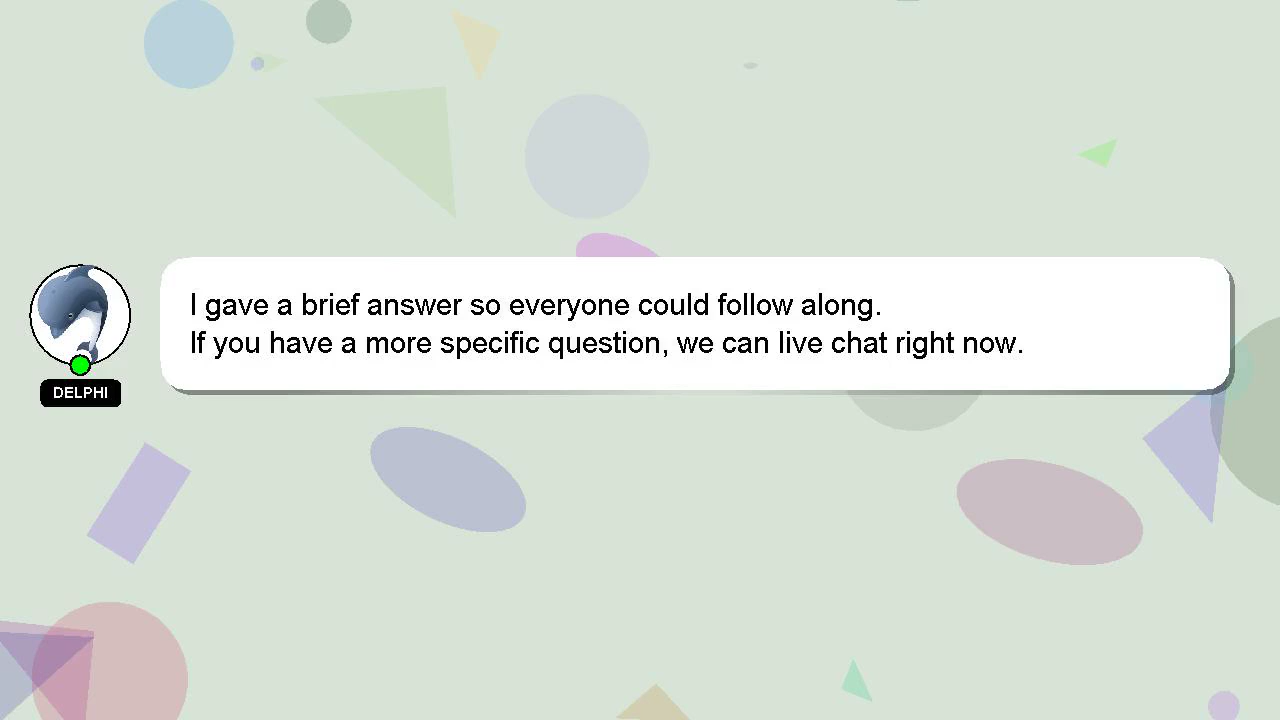 I gave a brief answer so everyone could follow along.
If you have a more specific question, we can live chat right now.
DELPHI